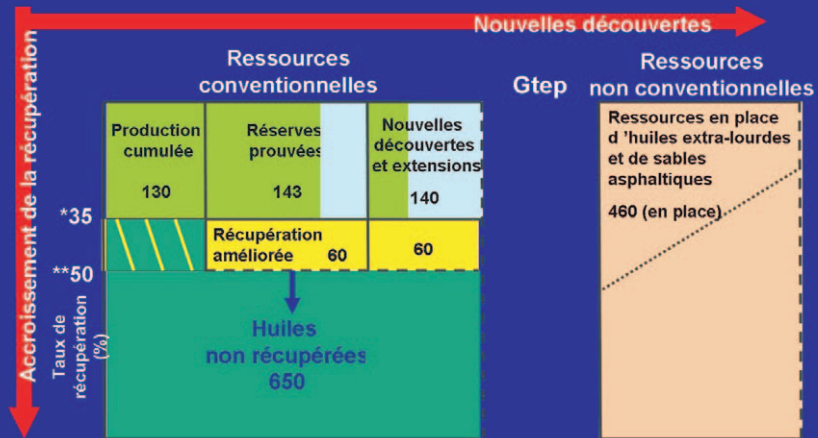 Nouvelles découvertes
Accroissement de la récupération
Ressources
conventionnelles
Gtep
Ressources
non conventionnelles
Production
cumulée
130
Réserves
prouvées
143
Nouvelles
découvertes
et extensions
140
Ressources en place
d 'huiles extra-lourdes
et de sables
asphaltiques
460 (en place)
*35
Récupération
améliorée 60
60
**50
Taux de
récupération
(%)
Huiles
non récupérées
650